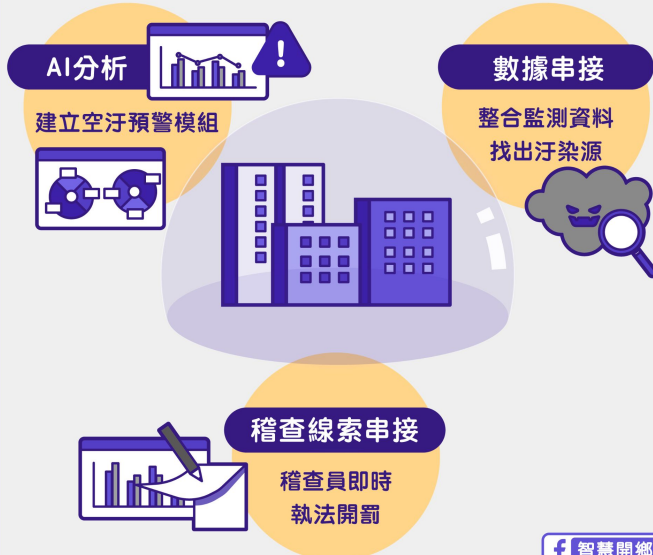 AI分析
建立空汙預警模組
數據串接
整合監測資料
找出汙染源
稽查線索串接
稽查員即時
執法開罰
智慧開鄉